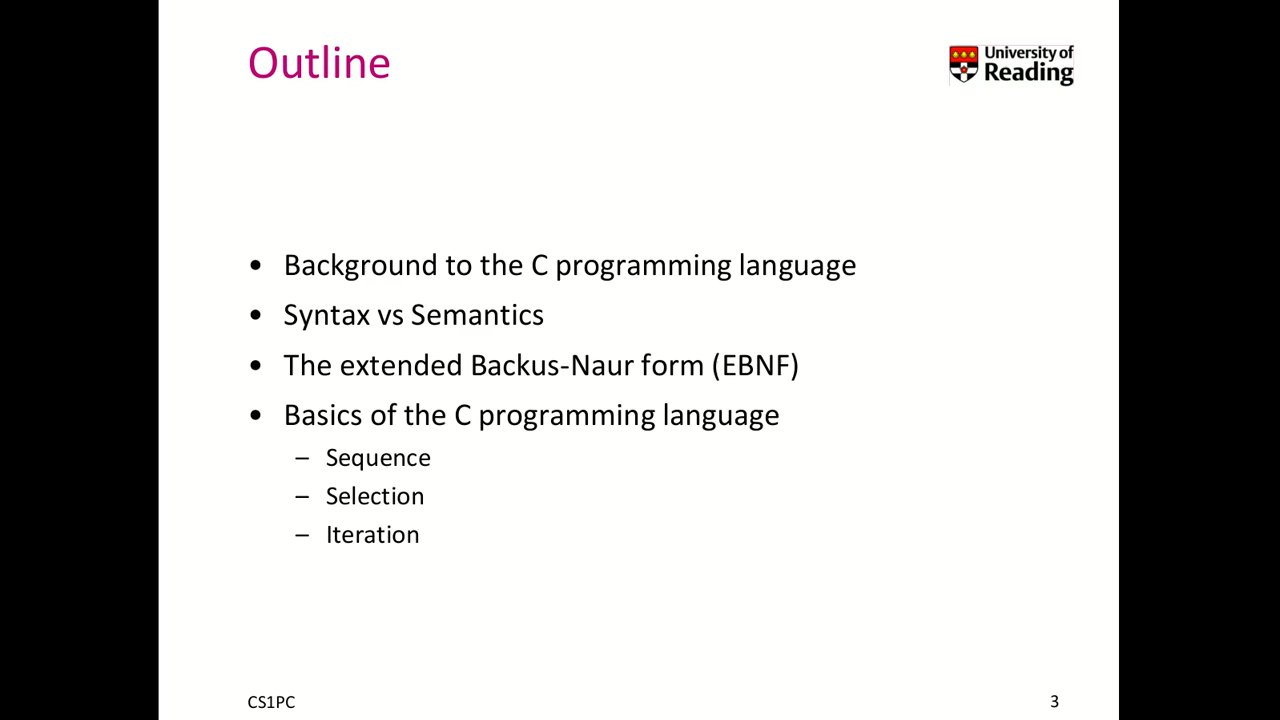 Outline
University of
Reading
• Background to the C programming language
• Syntax vs Semantics
• The extended Backus-Naur form (EBNF)
• Basics of the C programming language
– Sequence
– Selection
– Iteration
CS1PC
3